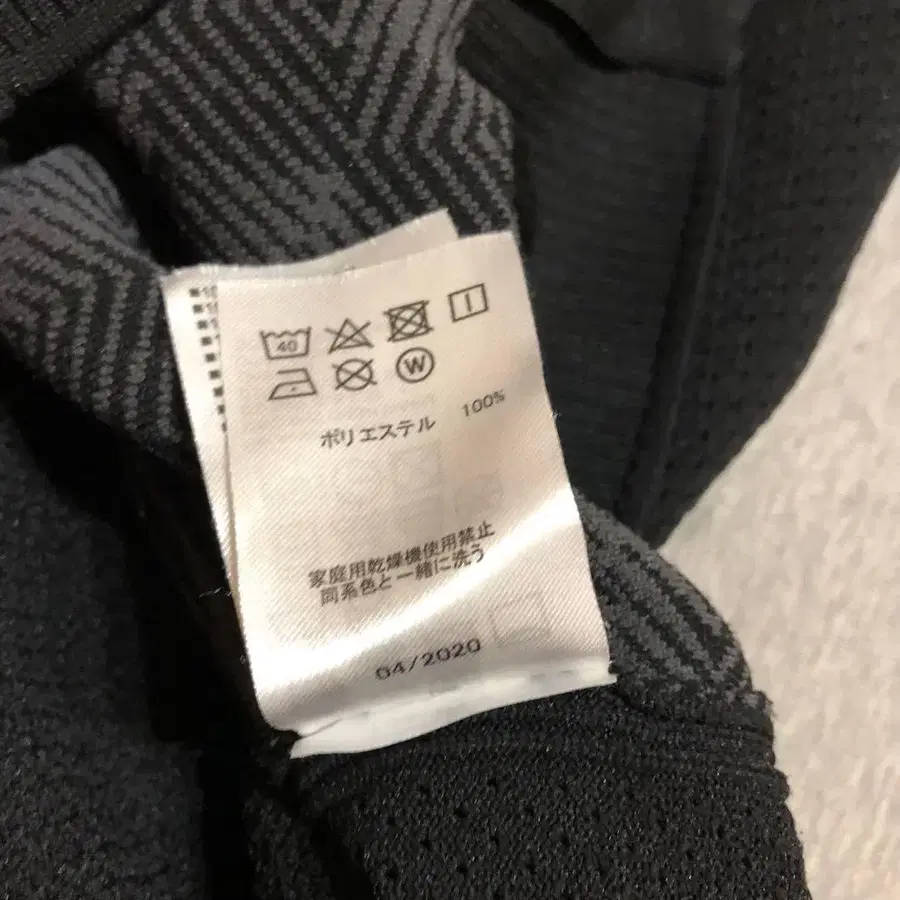 40
W
ポリエステル 100%
家庭用乾燥機使用禁止
同系色と一緒に洗う
04/2020